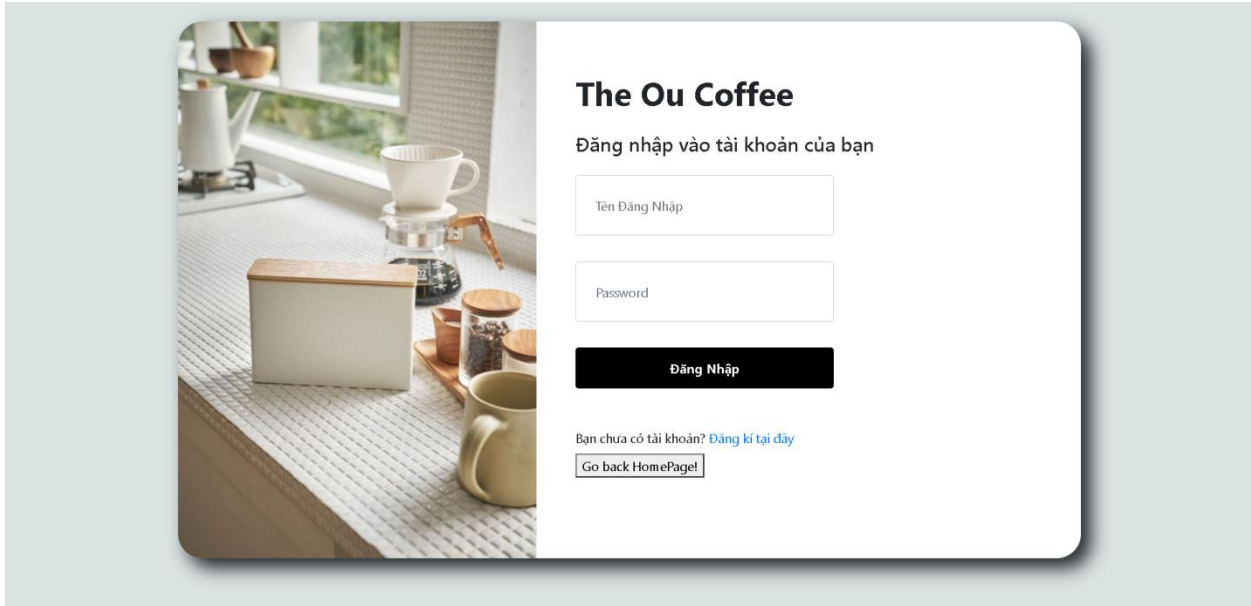 The Ou Coffee
Đăng nhập vào tài khoản của bạn
Tên Đăng Nhập
Password
Đăng Nhập
Bạn chưa có tài khoản? Đăng kí tại đây
Go back HomePage!
02